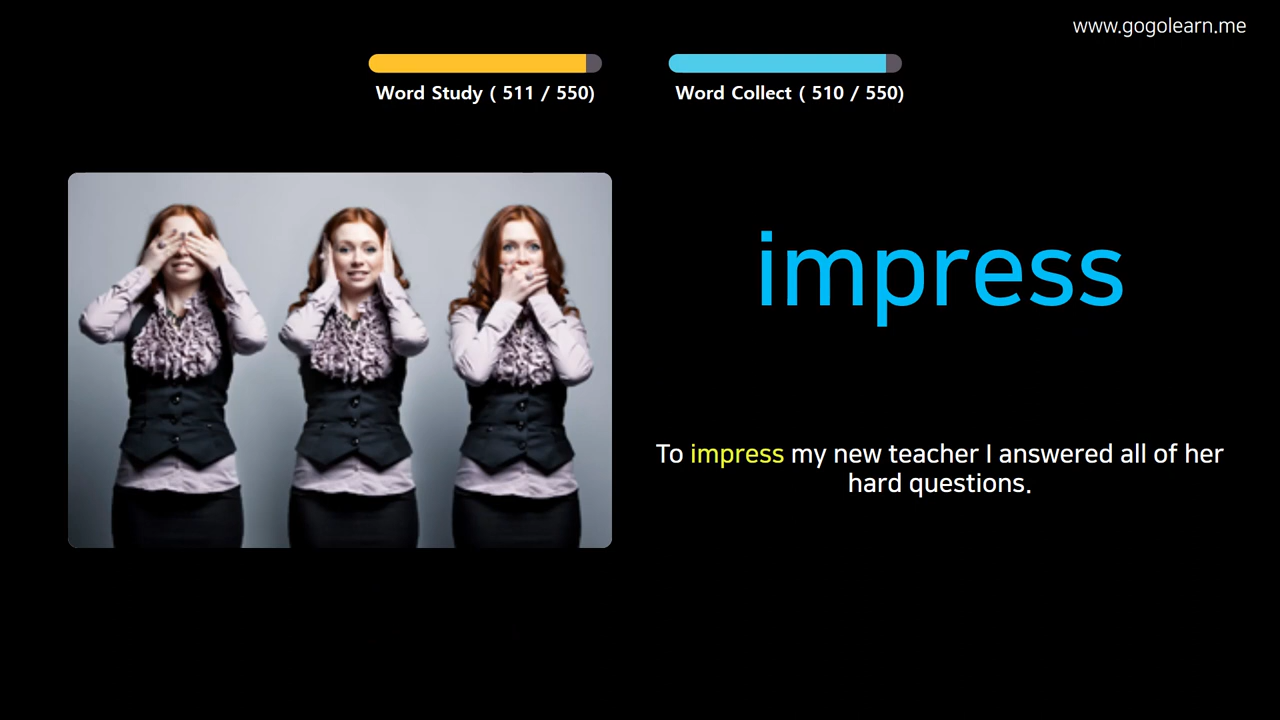 www.gogolearn.me
Word Study ( 511 / 550)
Word Collect ( 510 / 550)
impress
To impress my new teacher I answered all of her
hard questions.